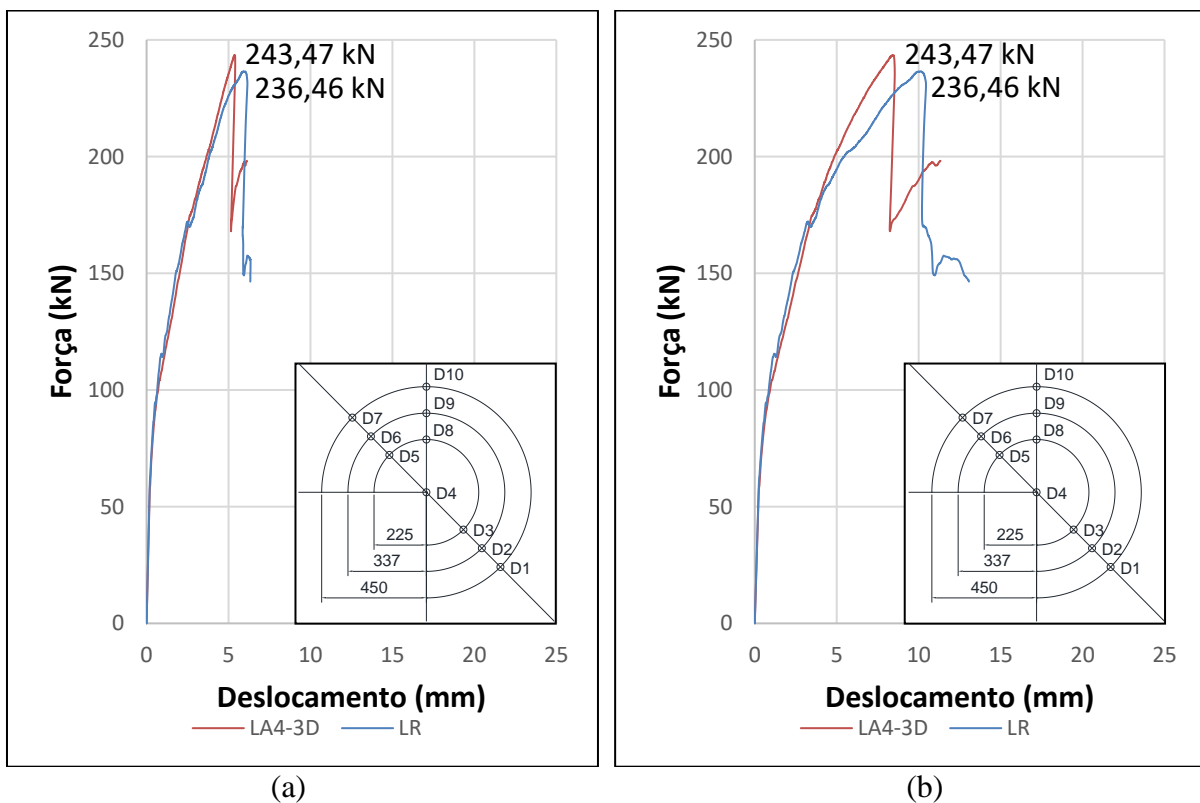 250
243,47 kN
236,46 kN
200
150
100
50
0
Força (kN)
D10
D9
D8
D7
D6
D5
D4
D3
D2
D1
225
337
450
0 5 10 15 20 25
Deslocamento (mm)
LA4-3D LR
(a)
250
243,47 kN
236,46 kN
200
150
100
50
0
Força (kN)
D10
D9
D8
D7
D6
D5
D4
D3
D2
D1
225
337
450
0 5 10 15 20 25
Deslocamento (mm)
LA4-3D LR
(b)